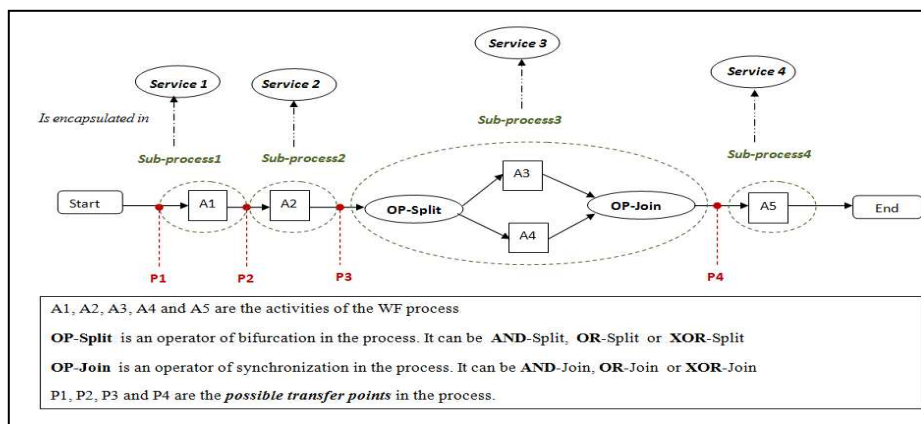 Service 3
Service 1
Service 2
Service 4
Is encapsulated in
Sub-process3
Sub-process1
Sub-process2
Sub-process4
A3
Start
A1
A2
OP-Split
OP-Join
A5
End
A4
P1
P2
P3
P4
A1, A2, A3, A4 and A5 are the activities of the WF process
OP-Split is an operator of bifurcation in the process. It can be AND-Split, OR-Split or XOR-Split
OP-Join is an operator of synchronization in the process. It can be AND-Join, OR-Join or XOR-Join
P1, P2, P3 and P4 are the possible transfer points in the process.